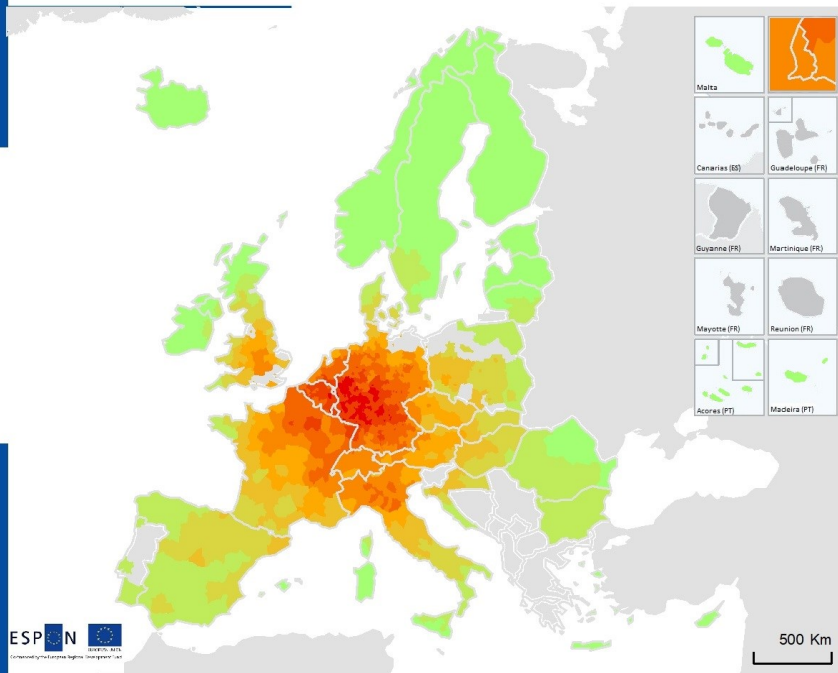 Malta
Canarias (ES)
Guadeloupe (FR)
Guyanne (FR)
Martinique (FR)
Mayotte (FR)
Reunion (FR)
Acores (PT)
Madeira (PT)
ESPON
500 Km